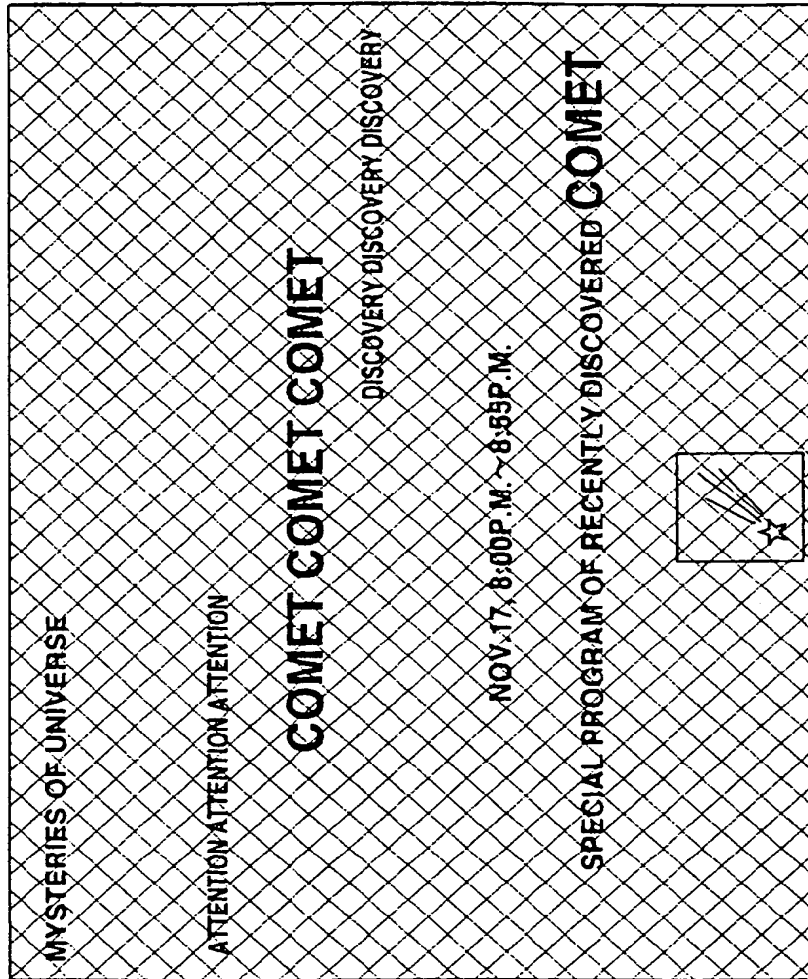 MYSTERIES OF UNIVERSE
ATTENTION ATTENTION ATTENTION
COMET COMET COMET
DISCOVERY DISCOVERY DISCOVERY
NOV.17, 8:00P.M.~8:55P.M.
SPECIAL PROGRAM OF RECENTLY DISCOVERED COMET